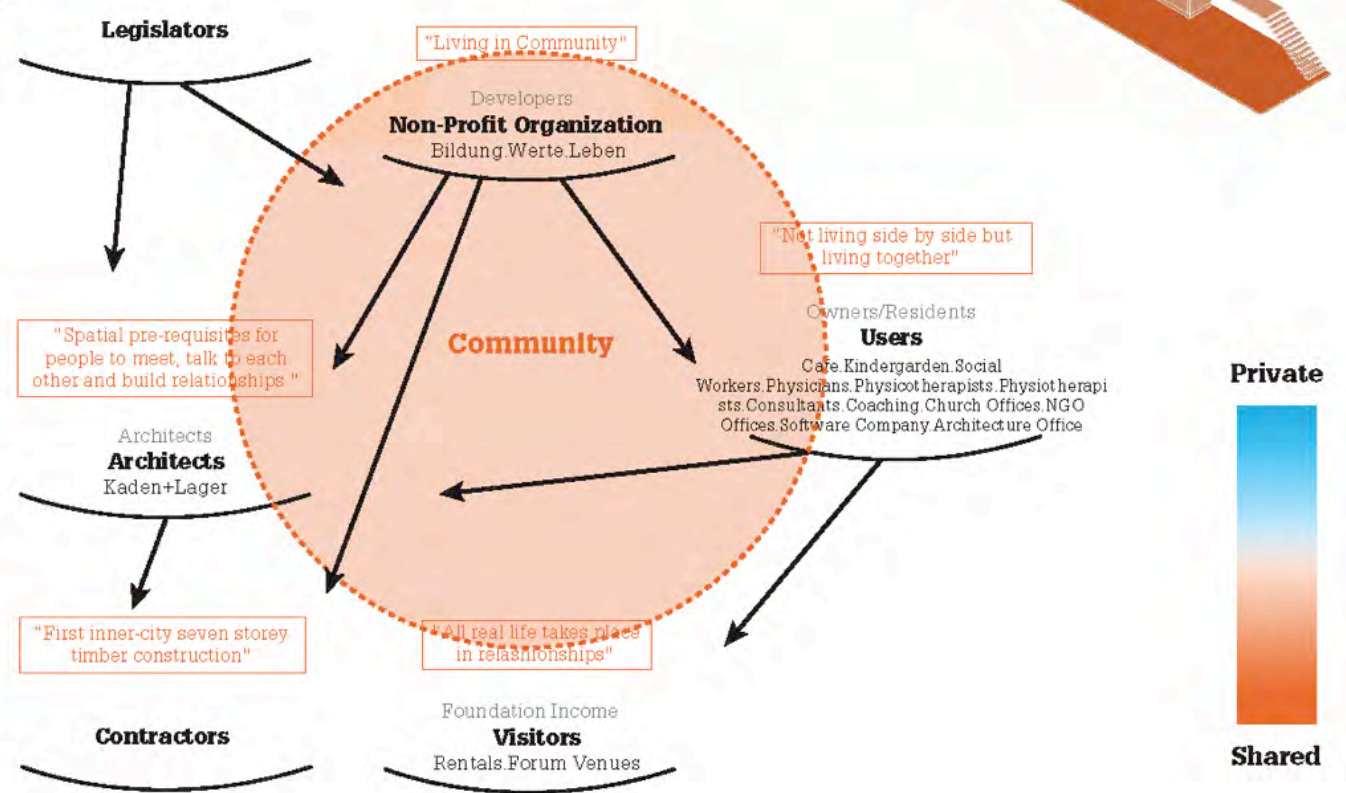 Legislators
"Living in Community"
Developers
Non-Profit Organization
Bildung.Werte.Leben
"Not living side by side but
living together"
"Spatial pre-requisites for
people to meet, talk to each
other and build relationships "
Community
Owners/Residents
Users
Cafe.Kindergarden.Social
Workers.Physicians.Physicotherapists.Physiotherapi
sts.Consultants.Coaching.Church Offices.NGO
Offices.Software Company.Architecture Office
Private
Architects
Architects
Kaden+Lager
"First inner-city seven storey
timber construction"
"All real life takes place
in relashionships"
Contractors
Foundation Income
Visitors
Rentals.Forum Venues
Shared